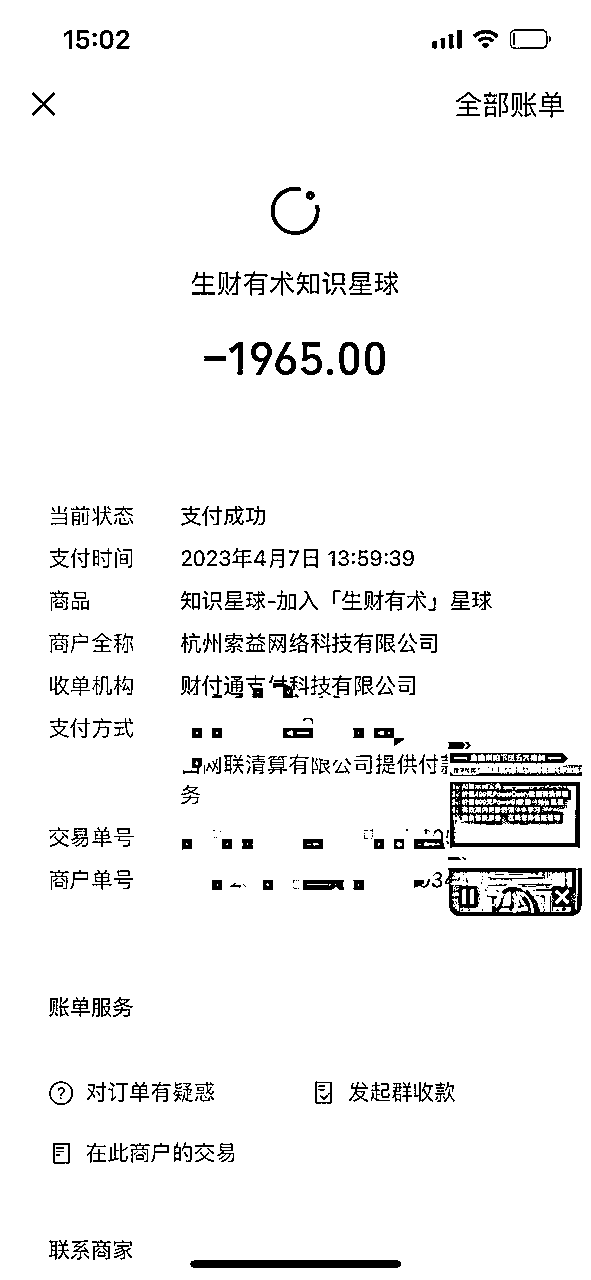 15:02
全部账单
生财有术知识星球
-1965.00
当前状态 支付成功
支付时间 2023年4月7日 13:59:39
商品 知识星球-加入「生财有术」星球
商户全称 杭州索益网络科技有限公司
收单机构 财付通支付科技有限公司
支付方式
网联清算有限公司提供付款
务
交易单号
商户单号
账单服务
对订单有疑惑 发起群收款
在此商户的交易
联系商家